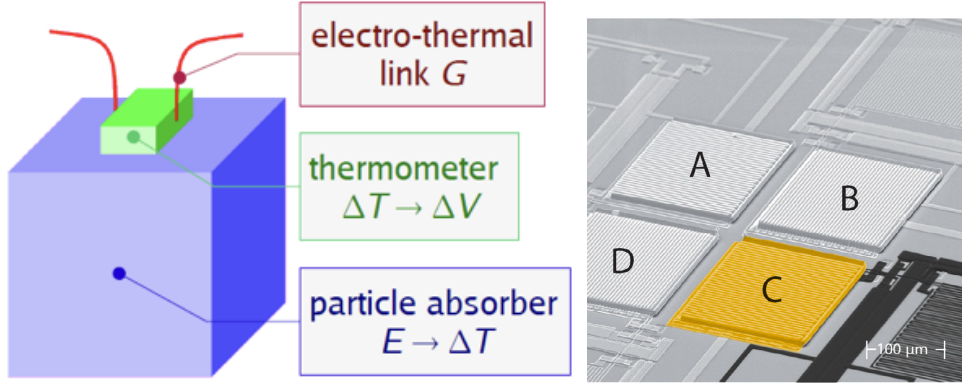 electro-thermal
link G
thermometer
ΔT → ΔV
particle absorber
E → ΔT
A
B
D
C
100 μm